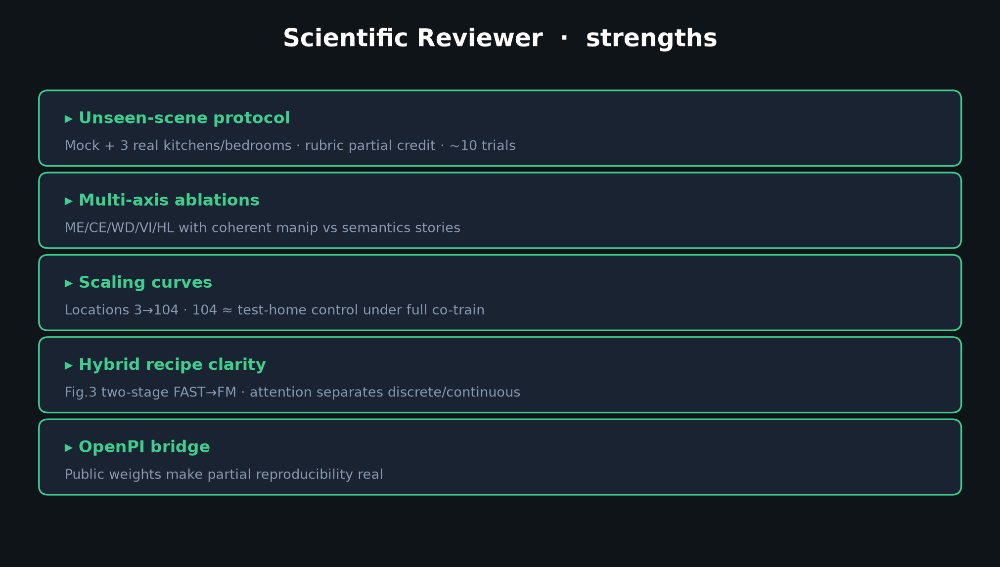 Scientific Reviewer · strengths
▸ Unseen-scene protocol
Mock + 3 real kitchens/bedrooms · rubric partial credit · ~10 trials
▸ Multi-axis ablations
ME/CE/WD/VI/HL with coherent manip vs semantics stories
▸ Scaling curves
Locations 3→104 · 104 ≈ test-home control under full co-train
▸ Hybrid recipe clarity
Fig.3 two-stage FAST→FM · attention separates discrete/continuous
▸ OpenPI bridge
Public weights make partial reproducibility real